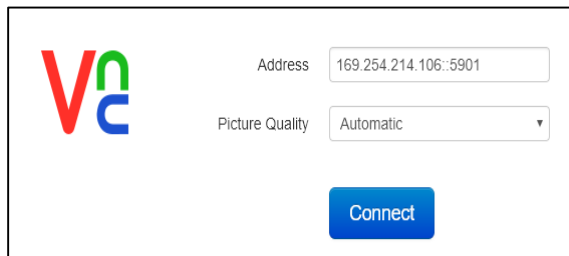 Vnc
Address 169.254.214.106::5901
Picture Quality Automatic
Connect